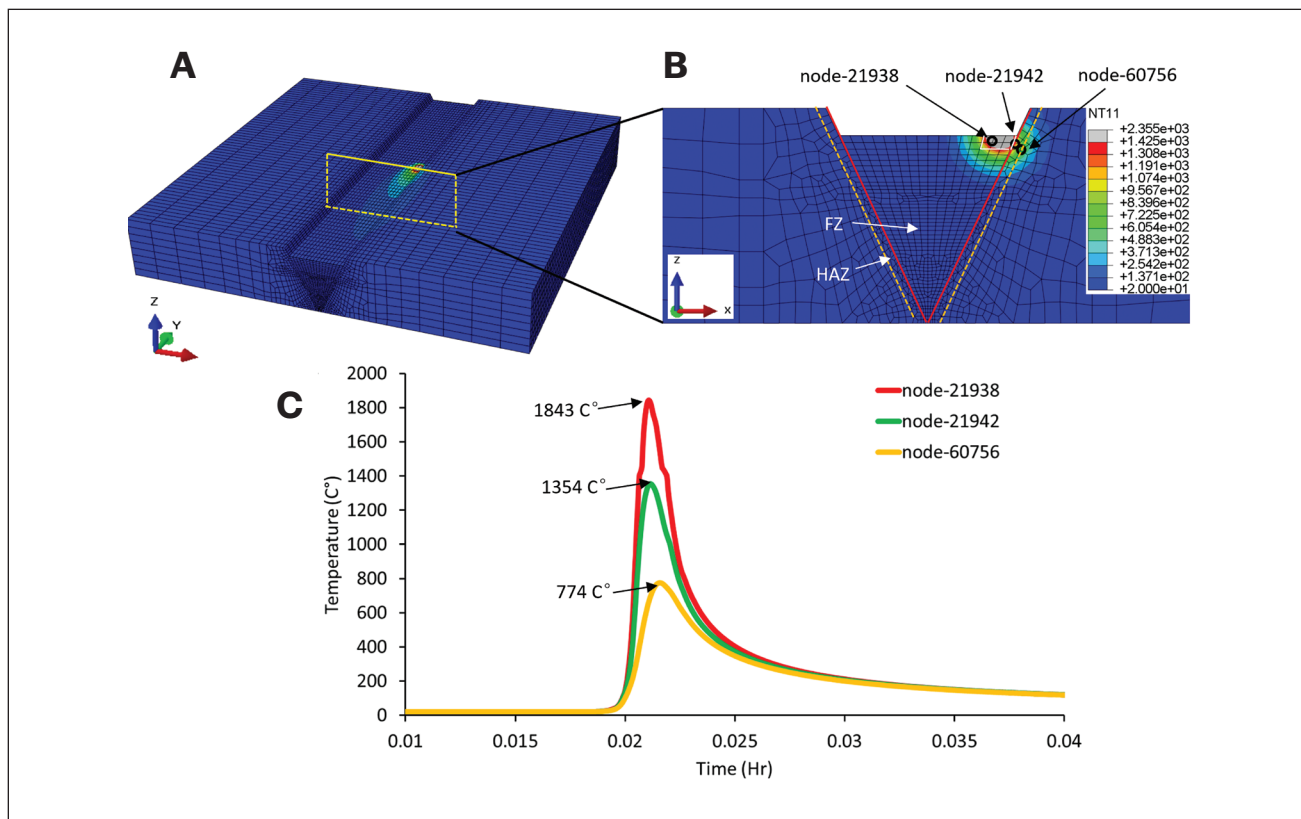 A
B
node-21938
node-21942
node-60756
NT11
+2.355e+03
+1.425e+03
+1.308e+03
+1.191e+03
+1.074e+03
+9.567e+02
+8.396e+02
+7.225e+02
+6.054e+02
+4.883e+02
+3.713e+02
+2.542e+02
+1.371e+02
+2.000e+01
FZ
HAZ
Z
X
Z
Y
C
2000
1800
1600
1400
1200
1000
800
600
400
200
0
Temperature (C°)
1843 C°
1354 C°
774 C°
node-21938
node-21942
node-60756
0.01
0.015
0.02
0.025
0.03
0.035
0.04
Time (Hr)